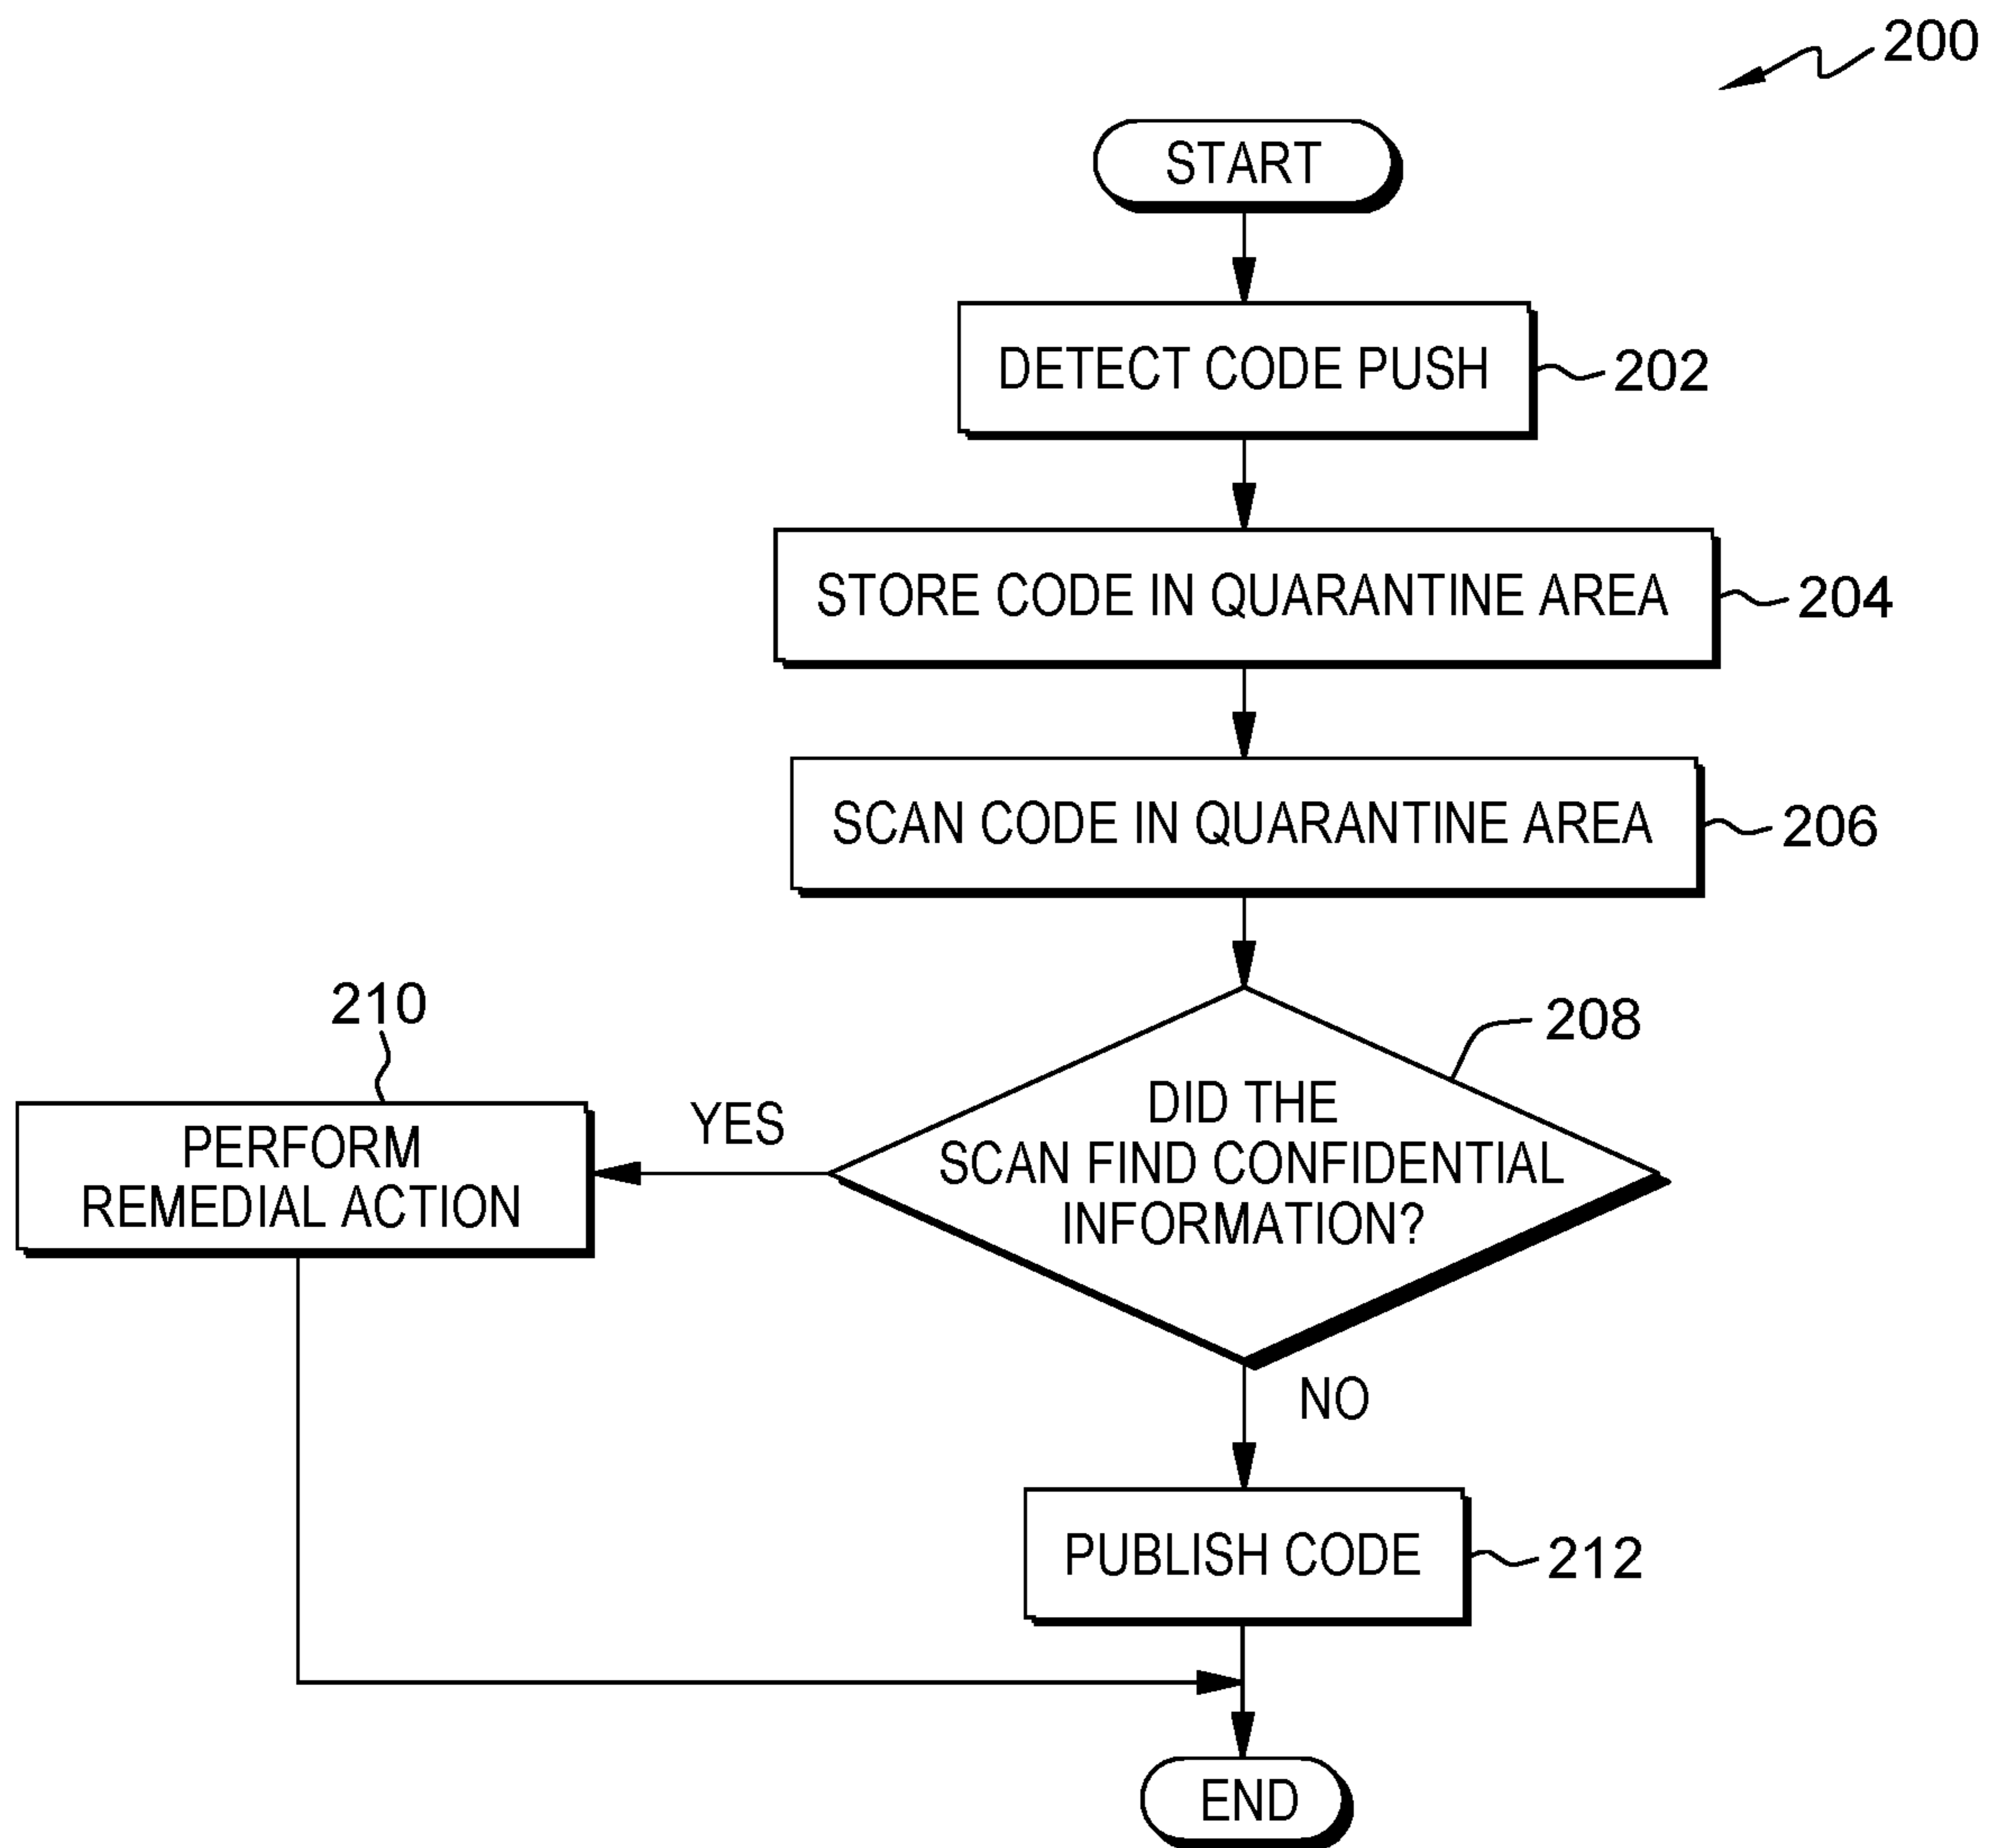 200
START
DETECT CODE PUSH
202
STORE CODE IN QUARANTINE AREA
204
SCAN CODE IN QUARANTINE AREA
206
210
208
DID THE
SCAN FIND CONFIDENTIAL
INFORMATION?
YES
PERFORM
REMEDIAL ACTION
NO
PUBLISH CODE
212
END